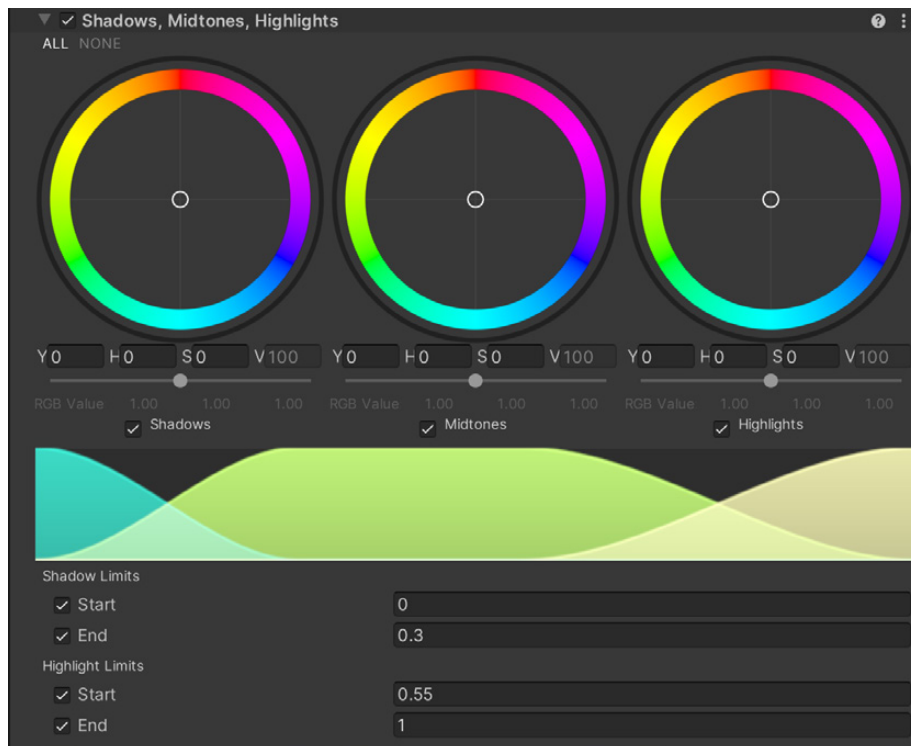 Shadows, Midtones, Highlights
ALL NONE
Y 0 H 0 S 0 V 100 Y 0 H 0 S 0 V 100 Y 0 H 0 S 0 V 100
RGB Value 1.00 1.00 1.00 RGB Value 1.00 1.00 1.00 RGB Value 1.00 1.00 1.00
Shadows Midtones Highlights
Shadow Limits
Start 0
End 0.3
Highlight Limits
Start 0.55
End 1